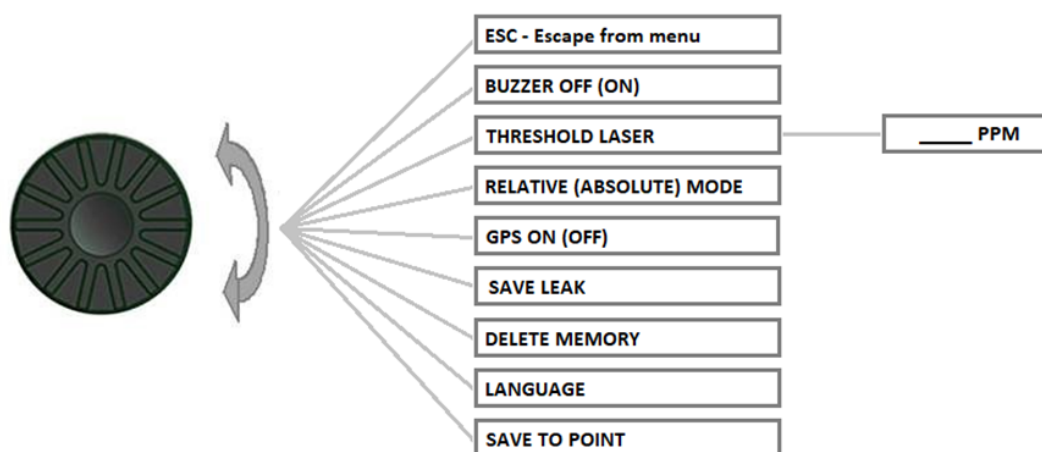 ESC - Escape from menu
BUZZER OFF (ON)
THRESHOLD LASER
_____ PPM
RELATIVE (ABSOLUTE) MODE
GPS ON (OFF)
SAVE LEAK
DELETE MEMORY
LANGUAGE
SAVE TO POINT